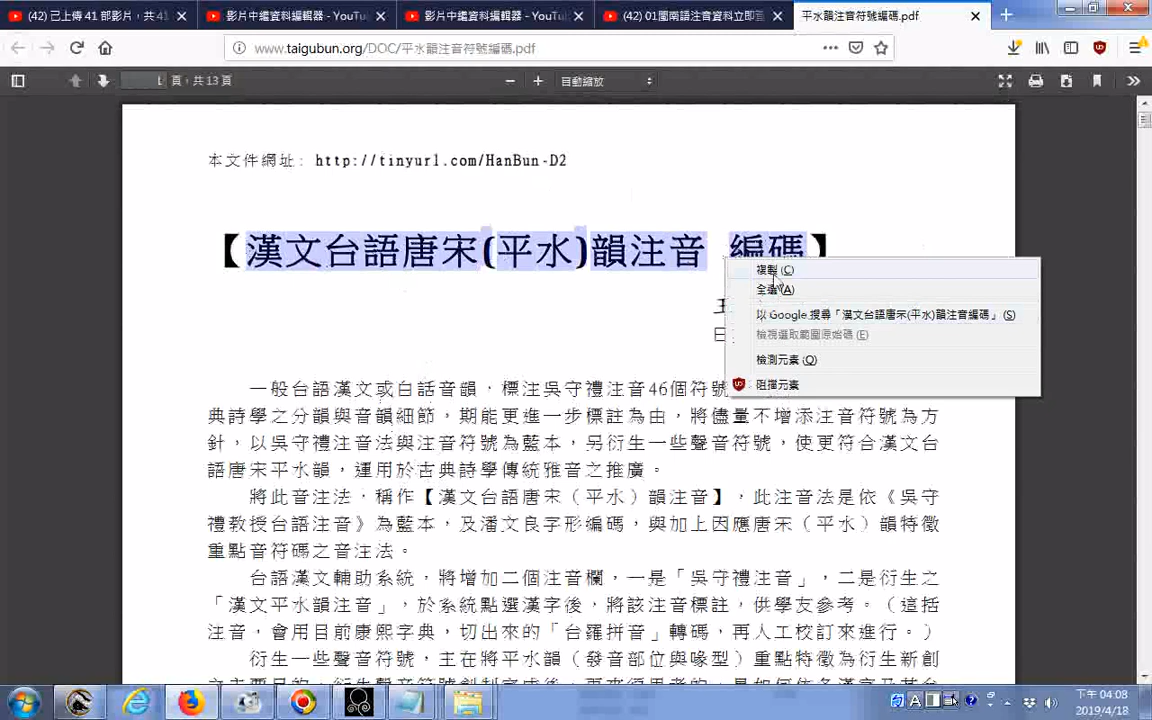 (42) 已上傳 41 部影片，共 41
影片中繼資料編輯器 - YouTu
影片中繼資料編輯器 - YouTu
(42) 01國南語注音資料立即
平水韻注音符號編碼.pdf
www.taigubun.org/DOC/平水韻注音符號編碼.pdf
頁，共 13 頁
自動縮放
本文件網址: http://tinyurl.com/HanBun-D2
【漢文台語唐宋(平水)韻注音 編碼】
複製 (C)
全選 (A)
以 Google 搜尋「漢文台語唐宋(平水)韻注音編碼」(S)
檢視選取範圍原始碼 (E)
檢測元素 (Q)
阻擋元素
一般台語漢文或白話音韻，標注吳守禮注音46個符號
典詩學之分韻與音韻細節，期能更進一步標註為由，將儘量不增添注音符號為方
針，以吳守禮注音法與注音符號為藍本，另衍生一些聲音符號，使更符合漢文台
語唐宋平水韻，運用於古典詩學傳統雅音之推廣。
將此音注法，稱作【漢文台語唐宋（平水）韻注音】，此注音法是依《吳守
禮教授台語注音》為藍本，及潘文良字形編碼，與加上因應唐宋（平水）韻特徵
重點音符碼之音注法。
台語漢文輔助系統，將增加二個注音欄，一是「吳守禮注音」，二是衍生之
「漢文平水韻注音」，於系統點選漢字後，將該注音標註，供學友參考。（這括
注音，會用目前康熙字典，切出來的「台羅拼音」轉碼，再人工校訂來進行。）
衍生一些聲音符號，主在將平水韻（發音部位與喙型）重點特徵為衍生新創
下午 04:08
2019/4/18